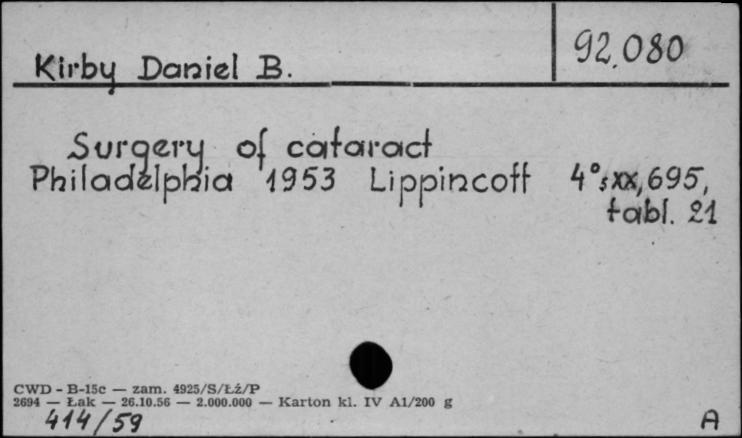 Kirby Daniel B.
92.080
Surgery of cataract
Philadelphia 1953 Lippincott 4° s XX, 695,
tabl. 21
CWD - B-15c — zam. 4925/S/Łź/P
2694 — Łak — 26.10.56 — 2.000.000 — Karton kl. IV A1/200 g
414/59
A